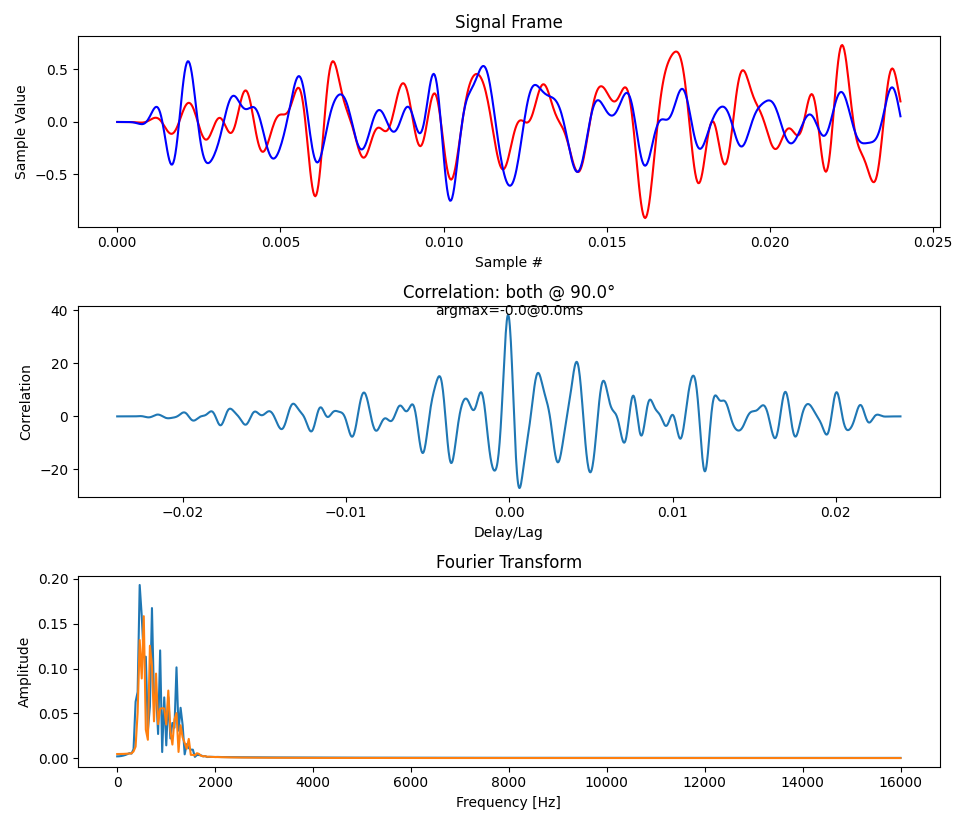 Signal Frame
Sample Value
0.5
0.0
−0.5
0.000 0.005 0.010 0.015 0.020 0.025
Sample #
Correlation: both @ 90.0°
argmax=-0.0@0.0ms
Correlation
40
20
0
−20
−0.02 −0.01 0.00 0.01 0.02
Delay/Lag
Fourier Transform
Amplitude
0.20
0.15
0.10
0.05
0.00
0 2000 4000 6000 8000 10000 12000 14000 16000
Frequency [Hz]